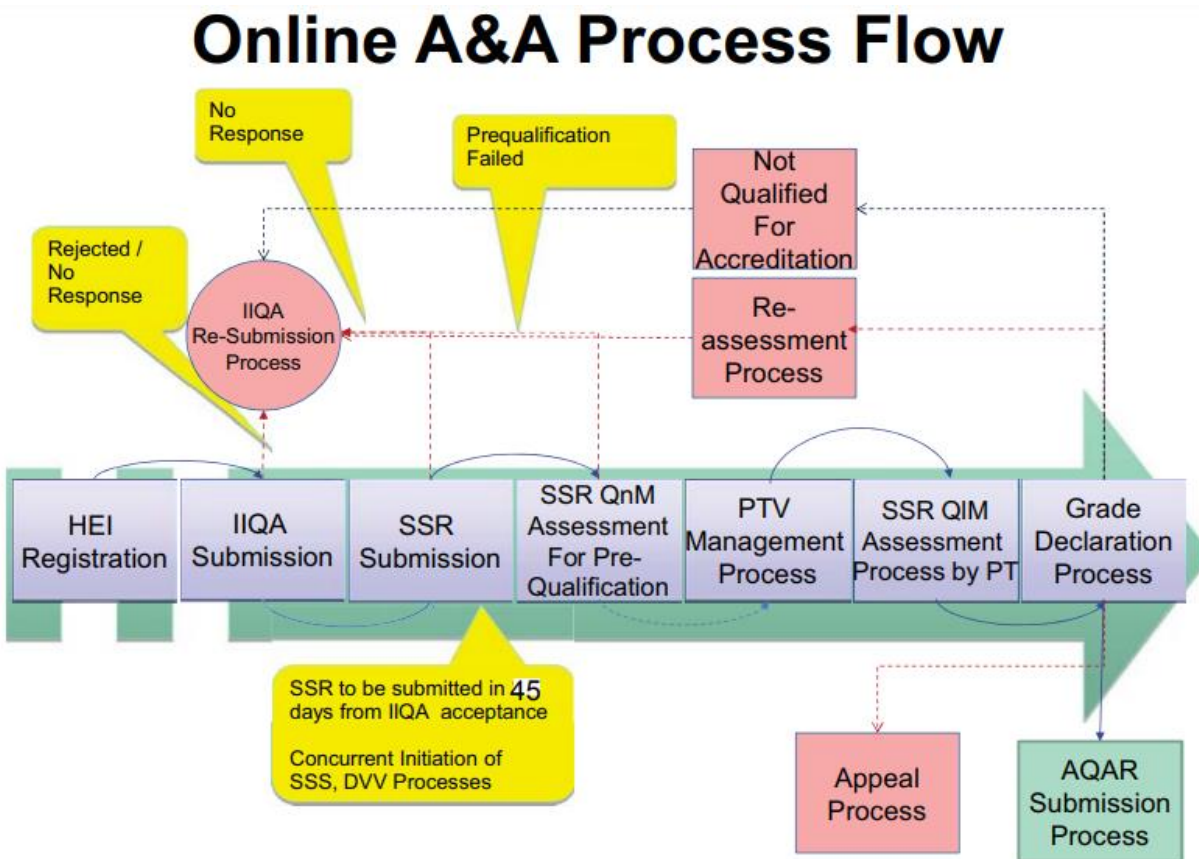 Online A&A Process Flow
No
Response
Prequalification
Failed
Not
Qualified
For
Accreditation
Rejected /
No
Response
IIQA
Re-Submission
Process
Re-
assessment
Process
HEI
Registration
IIQA
Submission
SSR
Submission
SSR QnM
Assessment
For Pre-
Qualification
PTV
Management
Process
SSR QlM
Assessment
Process by PT
Grade
Declaration
Process
SSR to be submitted in 45
days from IIQA acceptance
Concurrent Initiation of
SSS, DVV Processes
Appeal
Process
AQAR
Submission
Process